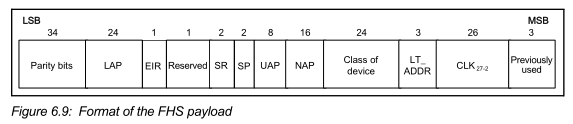 LSB MSB
34 24 1 1 2 2 8 16 24 3 26 3
Parity bits LAP EIR Reserved SR SP UAP NAP Class of device LT_ADDR CLK27-2 Previously used
Figure 6.9: Format of the FHS payload